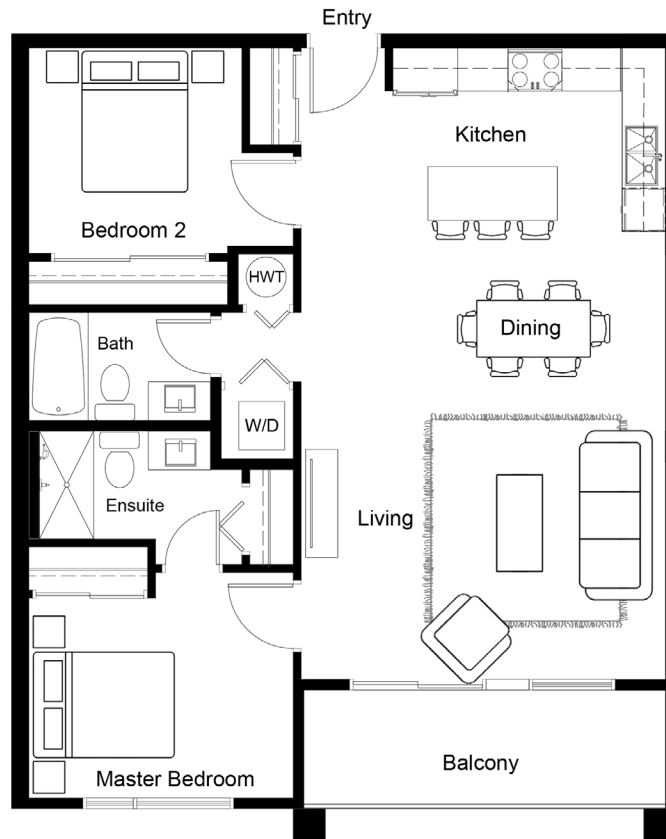 Entry
Kitchen
Bedroom 2
HWT
Dining
Bath
W/D
Ensuite
Living
Balcony
Master Bedroom